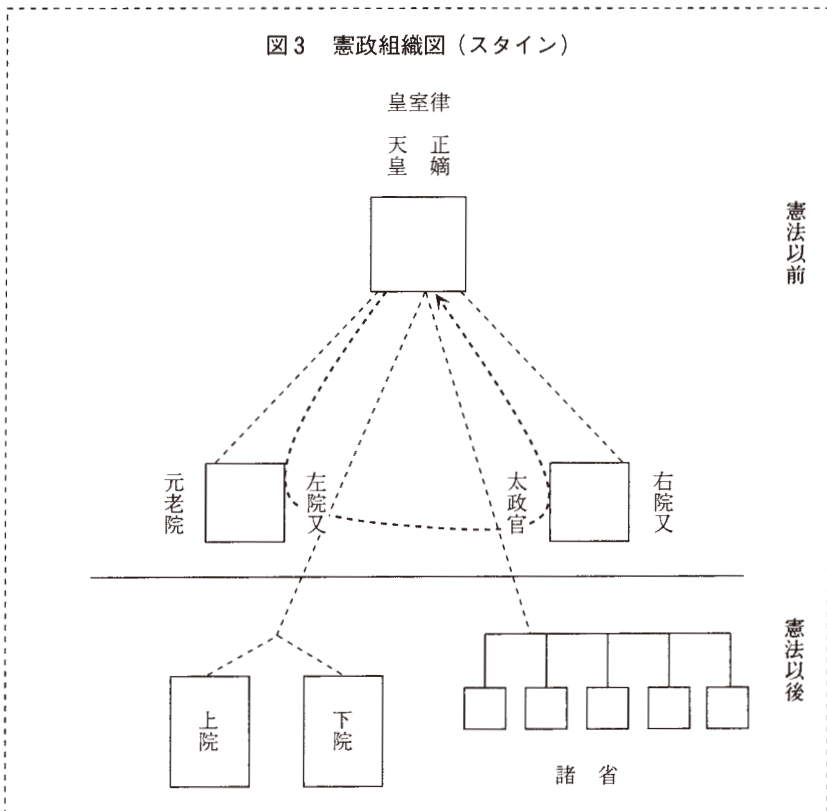 図3 憲政組織図（スタイン）
皇室律
正嫡
天皇
憲法以前
右院又
太政官
左院又
元老院
憲法以後
上院
下院
諸省